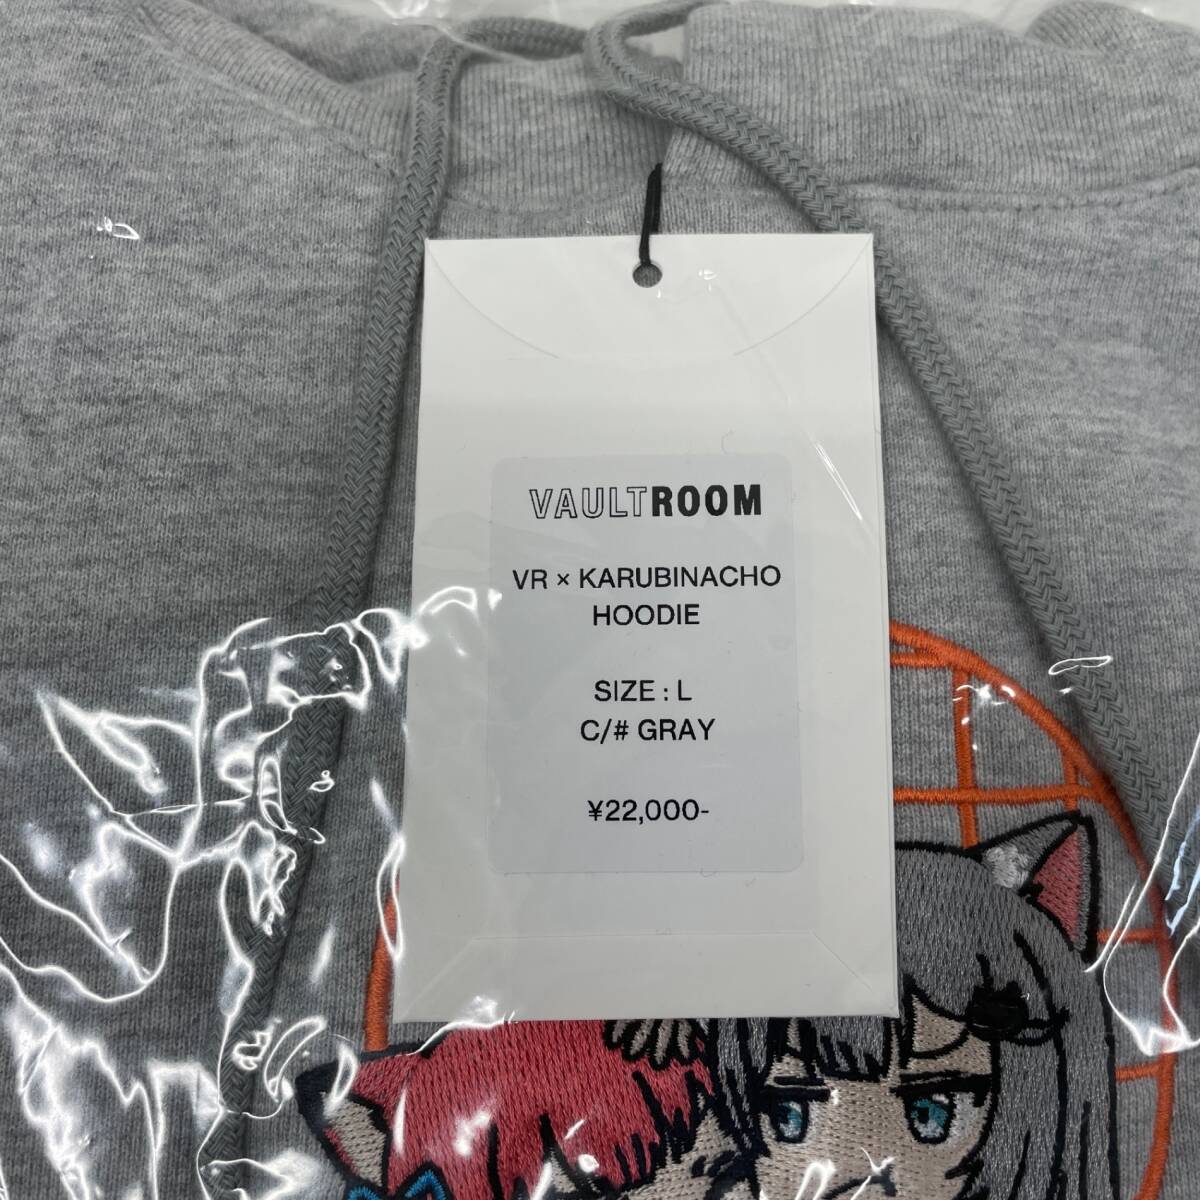 VAULTROOM
VR × KARUBINACHO
HOODIE
SIZE : L
C/# GRAY
¥22,000-